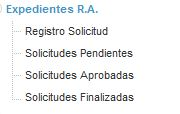 Expedientes R.A.
Registro Solicitud
Solicitudes Pendientes
Solicitudes Aprobadas
Solicitudes Finalizadas